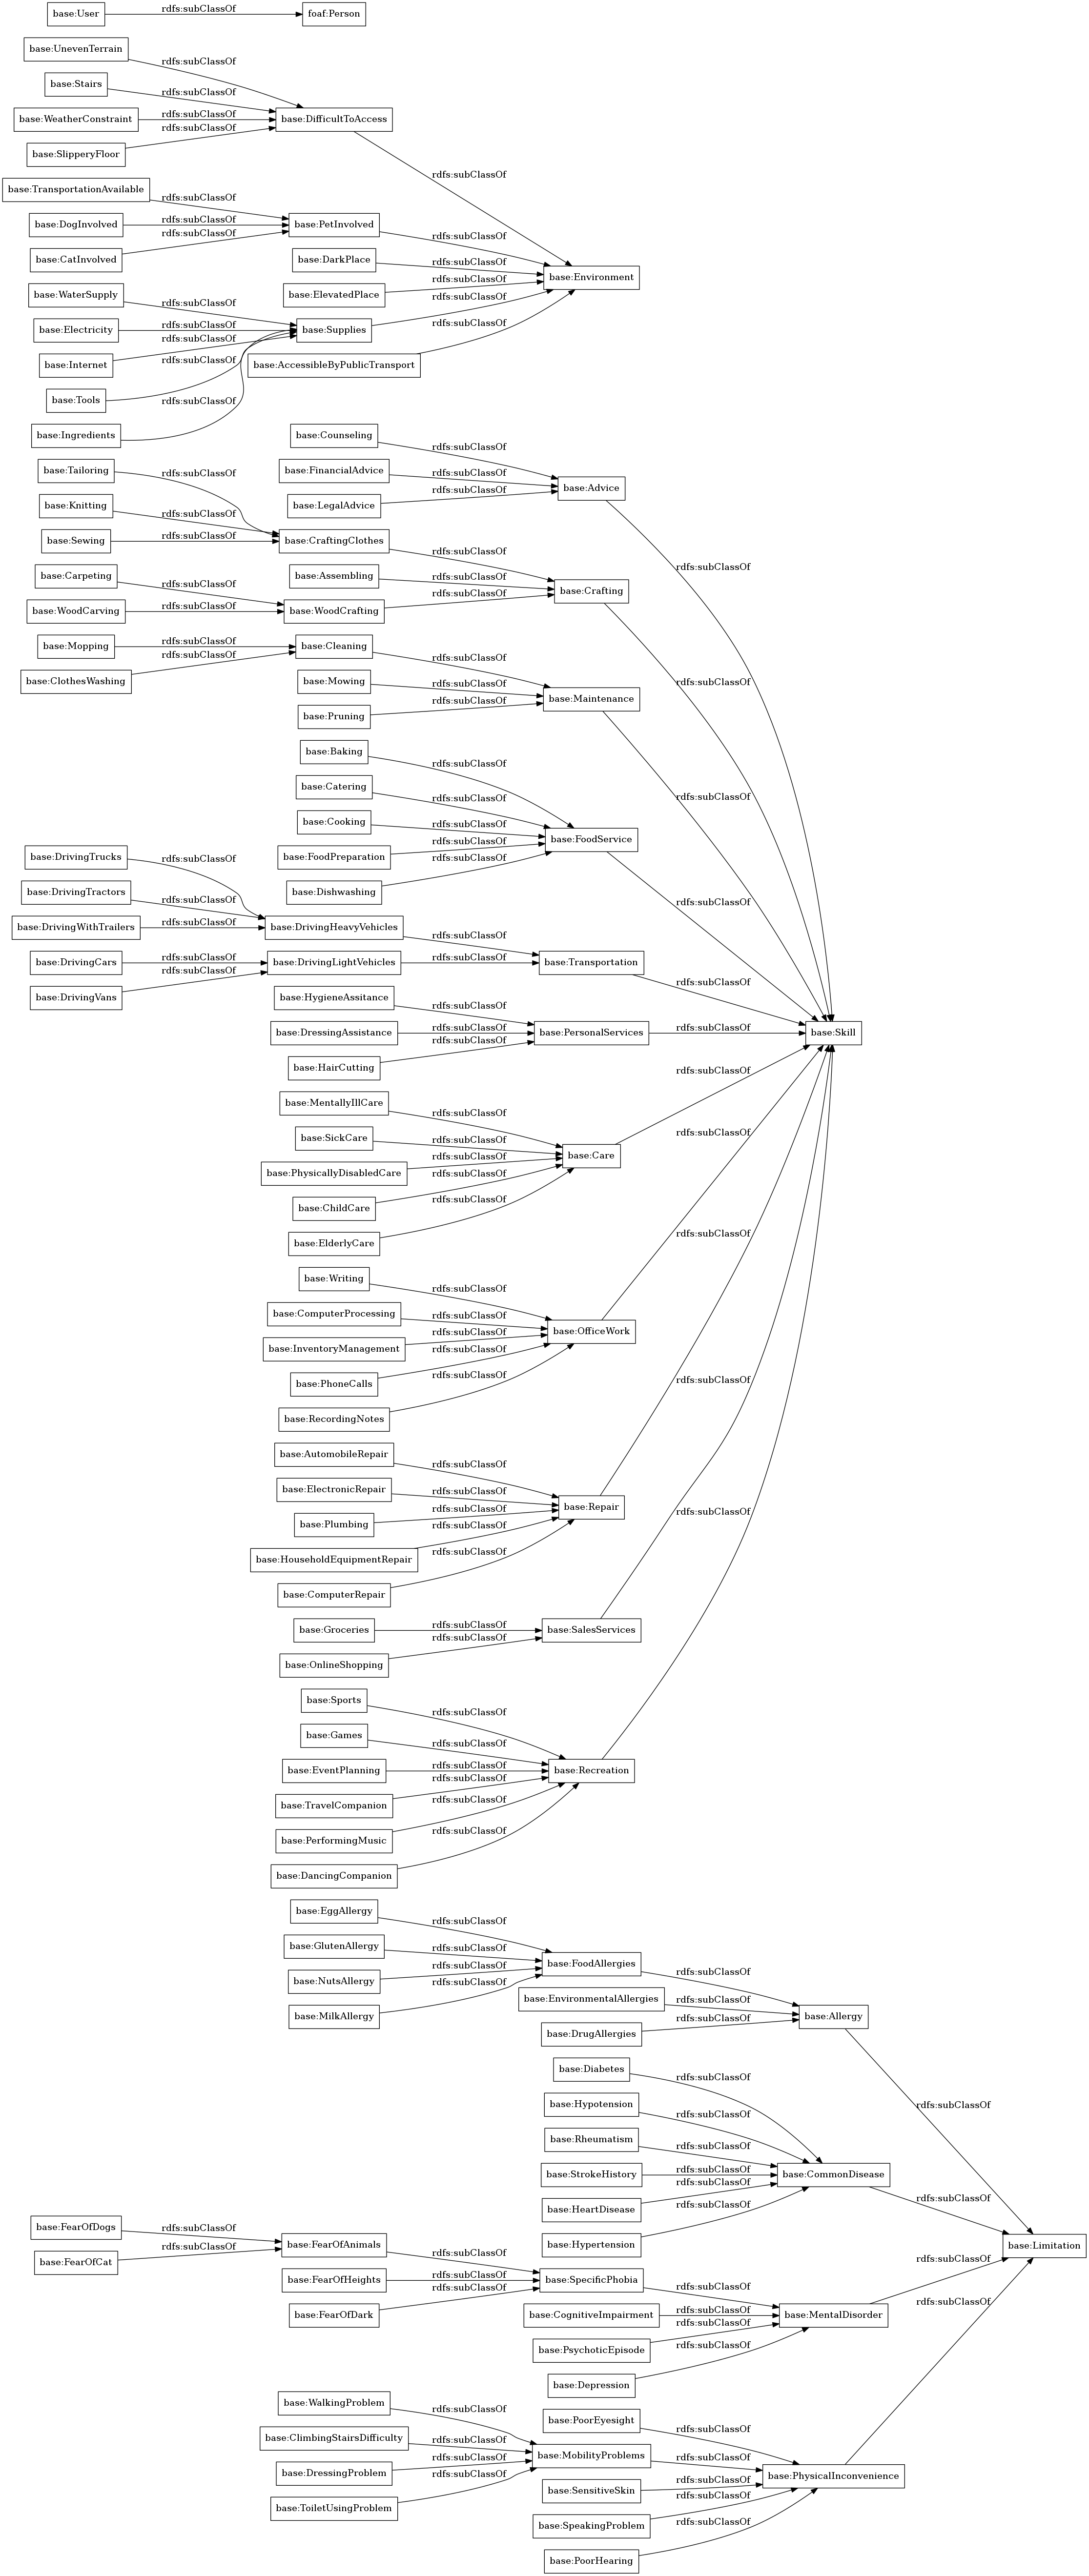 base:User
rdfs:subClassOf
foaf:Person
base:UnevenTerrain
rdfs:subClassOf
base:Stairs
rdfs:subClassOf
base:WeatherConstraint
rdfs:subClassOf
base:DifficultToAccess
base:SlipperyFloor
rdfs:subClassOf
rdfs:subClassOf
base:TransportationAvailable
rdfs:subClassOf
base:DogInvolved
rdfs:subClassOf
base:PetInvolved
base:CatInvolved
rdfs:subClassOf
rdfs:subClassOf
base:DarkPlace
rdfs:subClassOf
base:Environment
base:ElevatedPlace
rdfs:subClassOf
base:WaterSupply
rdfs:subClassOf
base:Electricity
rdfs:subClassOf
base:Supplies
rdfs:subClassOf
base:Internet
rdfs:subClassOf
base:AccessibleByPublicTransport
rdfs:subClassOf
base:Tools
rdfs:subClassOf
base:Ingredients
rdfs:subClassOf
base:Counseling
rdfs:subClassOf
base:FinancialAdvice
rdfs:subClassOf
base:Advice
base:LegalAdvice
rdfs:subClassOf
rdfs:subClassOf
base:Tailoring
rdfs:subClassOf
base:Knitting
rdfs:subClassOf
base:Sewing
rdfs:subClassOf
base:CraftingClothes
rdfs:subClassOf
base:Assembling
rdfs:subClassOf
base:Crafting
rdfs:subClassOf
base:Carpeting
rdfs:subClassOf
base:WoodCarving
rdfs:subClassOf
base:WoodCrafting
rdfs:subClassOf
base:Mopping
rdfs:subClassOf
base:Cleaning
rdfs:subClassOf
base:ClothesWashing
rdfs:subClassOf
base:Mowing
rdfs:subClassOf
base:Maintenance
rdfs:subClassOf
base:Pruning
rdfs:subClassOf
base:Baking
rdfs:subClassOf
base:Catering
rdfs:subClassOf
base:Cooking
rdfs:subClassOf
base:FoodService
rdfs:subClassOf
base:FoodPreparation
rdfs:subClassOf
base:Dishwashing
rdfs:subClassOf
base:DrivingTrucks
rdfs:subClassOf
base:DrivingTractors
rdfs:subClassOf
base:DrivingWithTrailers
rdfs:subClassOf
base:DrivingHeavyVehicles
rdfs:subClassOf
base:DrivingCars
rdfs:subClassOf
base:DrivingLightVehicles
rdfs:subClassOf
base:Transportation
rdfs:subClassOf
base:DrivingVans
rdfs:subClassOf
base:HygieneAssitance
rdfs:subClassOf
base:DressingAssistance
rdfs:subClassOf
base:PersonalServices
rdfs:subClassOf
base:Skill
base:HairCutting
rdfs:subClassOf
base:MentallyIllCare
rdfs:subClassOf
base:SickCare
rdfs:subClassOf
base:Care
rdfs:subClassOf
base:PhysicallyDisabledCare
rdfs:subClassOf
base:ChildCare
rdfs:subClassOf
base:ElderlyCare
rdfs:subClassOf
base:Writing
rdfs:subClassOf
base:ComputerProcessing
rdfs:subClassOf
base:OfficeWork
rdfs:subClassOf
base:InventoryManagement
rdfs:subClassOf
base:PhoneCalls
rdfs:subClassOf
base:RecordingNotes
rdfs:subClassOf
base:AutomobileRepair
rdfs:subClassOf
base:ElectronicRepair
rdfs:subClassOf
base:Repair
rdfs:subClassOf
base:Plumbing
rdfs:subClassOf
base:HouseholdEquipmentRepair
rdfs:subClassOf
base:ComputerRepair
rdfs:subClassOf
base:Groceries
rdfs:subClassOf
base:SalesServices
rdfs:subClassOf
base:OnlineShopping
rdfs:subClassOf
base:Sports
rdfs:subClassOf
base:Games
rdfs:subClassOf
base:EventPlanning
rdfs:subClassOf
base:Recreation
rdfs:subClassOf
base:TravelCompanion
rdfs:subClassOf
base:PerformingMusic
rdfs:subClassOf
base:DancingCompanion
rdfs:subClassOf
base:EggAllergy
rdfs:subClassOf
base:GlutenAllergy
rdfs:subClassOf
base:FoodAllergies
rdfs:subClassOf
base:NutsAllergy
rdfs:subClassOf
base:MilkAllergy
rdfs:subClassOf
base:EnvironmentalAllergies
rdfs:subClassOf
base:Allergy
rdfs:subClassOf
base:DrugAllergies
rdfs:subClassOf
base:Diabetes
rdfs:subClassOf
base:Hypotension
rdfs:subClassOf
base:Rheumatism
rdfs:subClassOf
base:StrokeHistory
rdfs:subClassOf
base:CommonDisease
rdfs:subClassOf
base:HeartDisease
rdfs:subClassOf
base:Hypertension
rdfs:subClassOf
base:Limitation
base:FearOfDogs
rdfs:subClassOf
base:FearOfCat
rdfs:subClassOf
base:FearOfAnimals
rdfs:subClassOf
base:FearOfHeights
rdfs:subClassOf
base:SpecificPhobia
rdfs:subClassOf
base:FearOfDark
rdfs:subClassOf
base:CognitiveImpairment
rdfs:subClassOf
base:MentalDisorder
rdfs:subClassOf
base:PsychoticEpisode
rdfs:subClassOf
base:Depression
rdfs:subClassOf
base:WalkingProblem
rdfs:subClassOf
base:PoorEyesight
rdfs:subClassOf
base:ClimbingStairsDifficulty
rdfs:subClassOf
base:MobilityProblems
rdfs:subClassOf
base:DressingProblem
rdfs:subClassOf
base:PhysicalInconvenience
rdfs:subClassOf
base:SensitiveSkin
rdfs:subClassOf
base:ToiletUsingProblem
rdfs:subClassOf
base:SpeakingProblem
rdfs:subClassOf
base:PoorHearing
rdfs:subClassOf